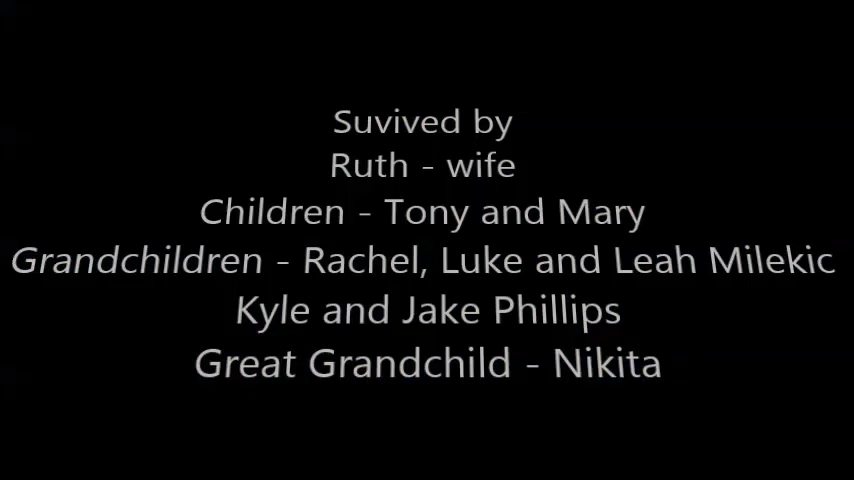 Suvived by
Ruth - wife
Children - Tony and Mary
Grandchildren - Rachel, Luke and Leah Milekic
Kyle and Jake Phillips
Great Grandchild - Nikita